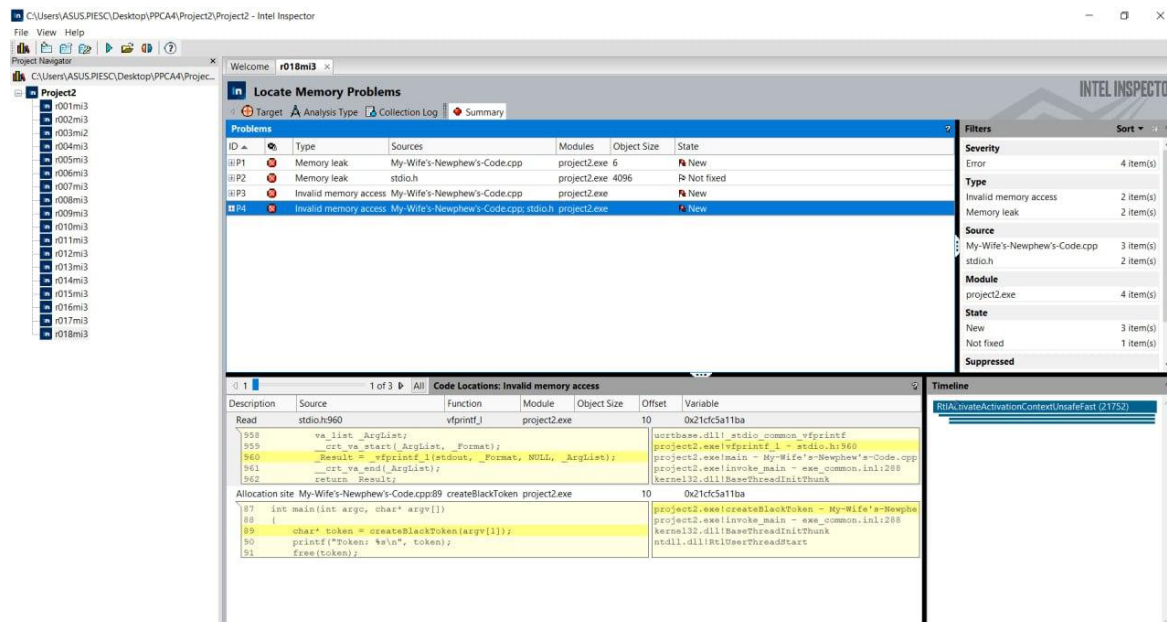 C:\Users\ASUS.PIESC\Desktop\PPCA4\Project2\Project2 - Intel Inspector
File View Help
Project Navigator
C:\Users\ASUS.PIESC\Desktop\PPCA4\Projec...
Project2
r001mi3
r002mi3
r003mi2
r004mi3
r005mi3
r006mi3
r007mi3
r008mi3
r009mi3
r010mi3
r011mi3
r012mi3
r013mi3
r014mi3
r015mi3
r016mi3
r017mi3
r018mi3
Welcome r018mi3
Locate Memory Problems
INTEL INSPECTO
Target Analysis Type Collection Log Summary
Problems
ID Type Sources Modules Object Size State
P1 Memory leak My-Wife's-Newphew's-Code.cpp project2.exe 6 New
P2 Memory leak stdio.h project2.exe 4096 Not fixed
P3 Invalid memory access My-Wife's-Newphew's-Code.cpp project2.exe New
P4 Invalid memory access My-Wife's-Newphew's-Code.cpp; stdio.h project2.exe New
Filters Sort
Severity
Error 4 item(s)
Type
Invalid memory access 2 item(s)
Memory leak 2 item(s)
Source
My-Wife's-Newphew's-Code.cpp 3 item(s)
stdio.h 2 item(s)
Module
project2.exe 4 item(s)
State
New 3 item(s)
Not fixed 1 item(s)
Suppressed
1 1 of 3 All Code Locations: Invalid memory access
Description Source Function Module Object Size Offset Variable
Read stdio.h:960 vfprintf_l project2.exe 10 0x21cfc5a11ba
958 va_list _ArgList; ucrtbase.dll!_stdio_common_vfprintf
959 __crt_va_start(_ArgList, _Format); project2.exe!vfprintf_l - stdio.h:960
960 _Result = _vfprintf_l(stdout, _Format, NULL, _ArgList); project2.exe!main - My-Wife's-Newphew's-Code.cpp
961 __crt_va_end(_ArgList); project2.exe!invoke_main - exe_common.inl:288
962 return _Result; kernel32.dll!BaseThreadInitThunk
Allocation site My-Wife's-Newphew's-Code.cpp:89 createBlackToken project2.exe 10 0x21cfc5a11ba
87 int main(int argc, char* argv[]) project2.exe!createBlackToken - My-Wife's-Newphe
88 { project2.exe!invoke_main - exe_common.inl:288
89 char* token = createBlackToken(argv[1]); kernel32.dll!BaseThreadInitThunk
90 printf("Token: %s\n", token); ntdll.dll!RtlUserThreadStart
91 free(token);
Timeline
RtlActivateActivationContextUnsafeFast (21752)